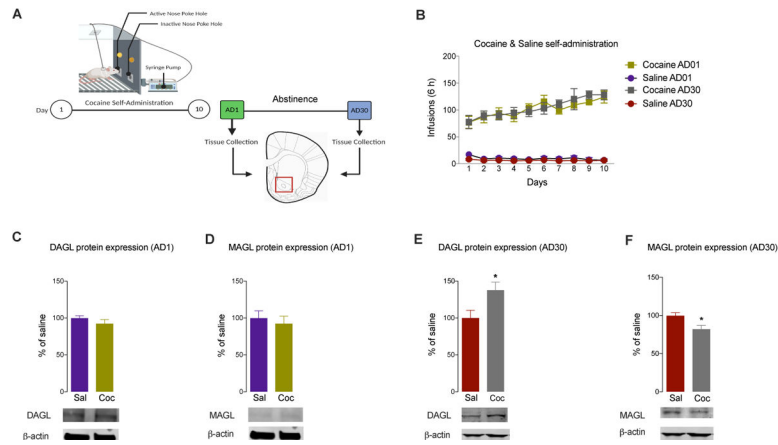 A
Active Nose Poke Hole
Inactive Nose Poke Hole
Syringe Pump
Day 1 Cocaine Self-Administration 10
AD1 Abstinence AD30
Tissue Collection Tissue Collection
B
Cocaine & Saline self-administration
Infusions (6 h)
200
150
100
50
0
1 2 3 4 5 6 7 8 9 10
Days
Cocaine AD01
Saline AD01
Cocaine AD30
Saline AD30
C
DAGL protein expression (AD1)
% of saline
150
100
50
0
Sal Coc
DAGL
β-actin
D
MAGL protein expression (AD1)
% of saline
150
100
50
0
Sal Coc
MAGL
β-actin
E
DAGL protein expression (AD30)
% of saline
150
100
50
0
*
Sal Coc
DAGL
β-actin
F
MAGL protein expression (AD30)
% of saline
150
100
50
0
*
Sal Coc
MAGL
β-actin